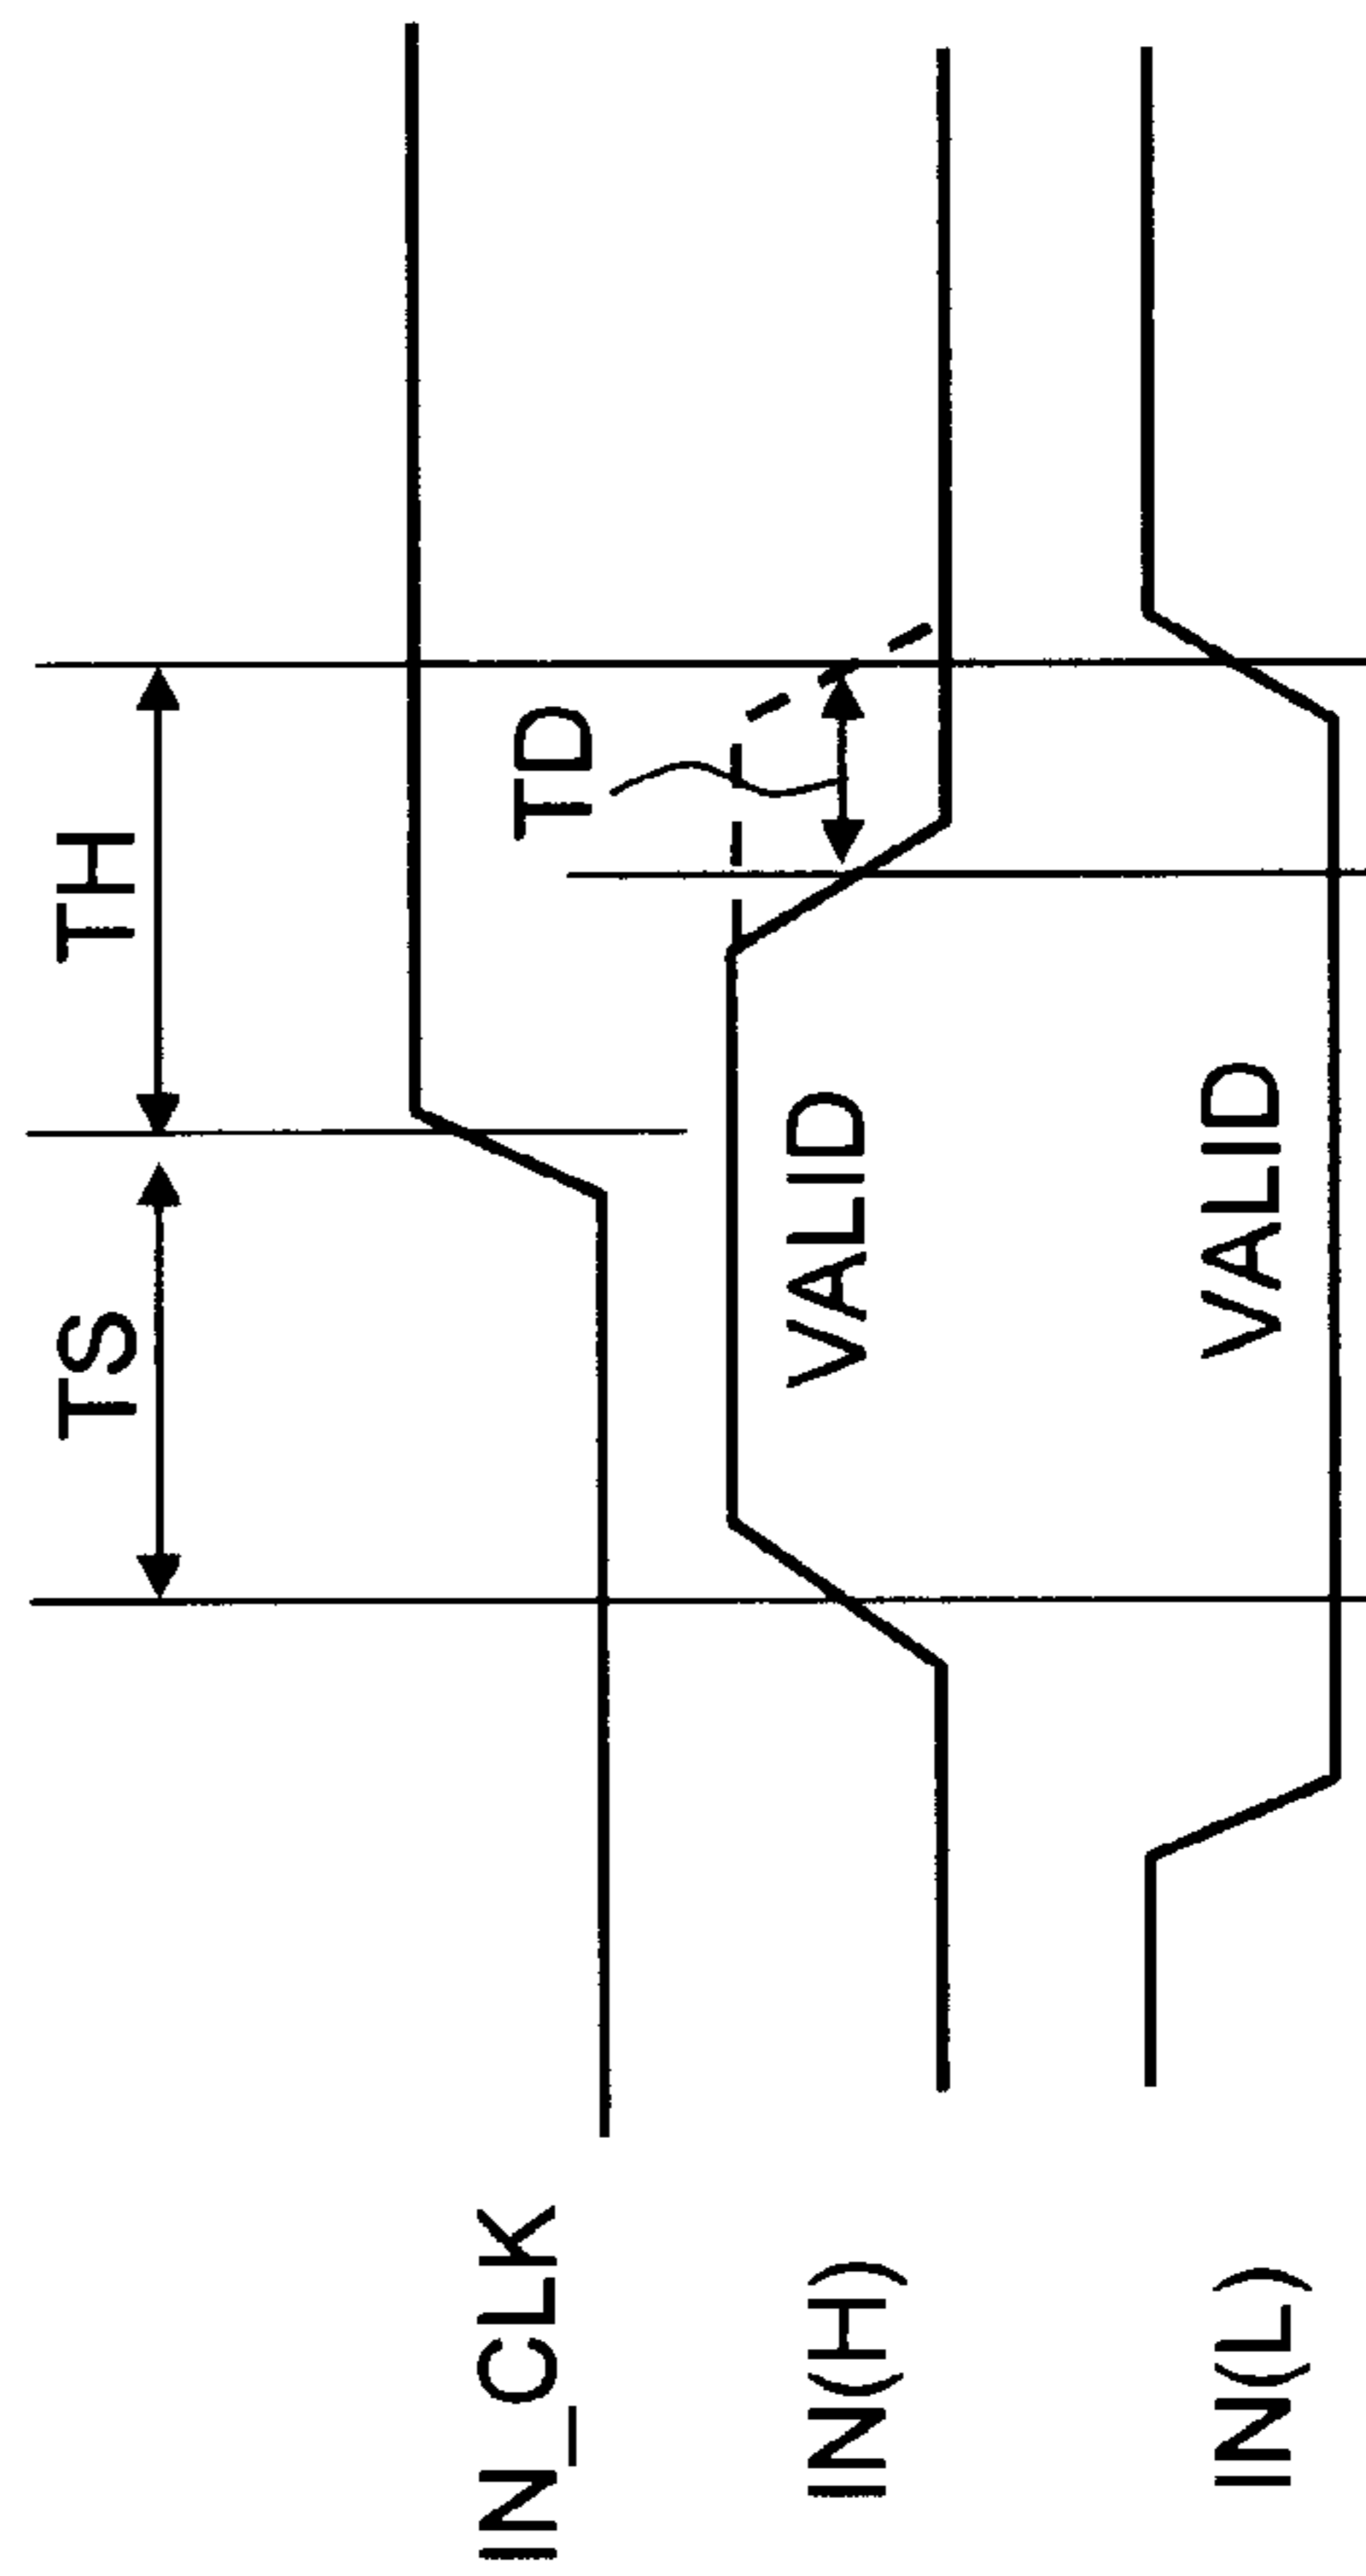 TS
TH
IN_CLK
TD
IN(H)
VALID
IN(L)
VALID